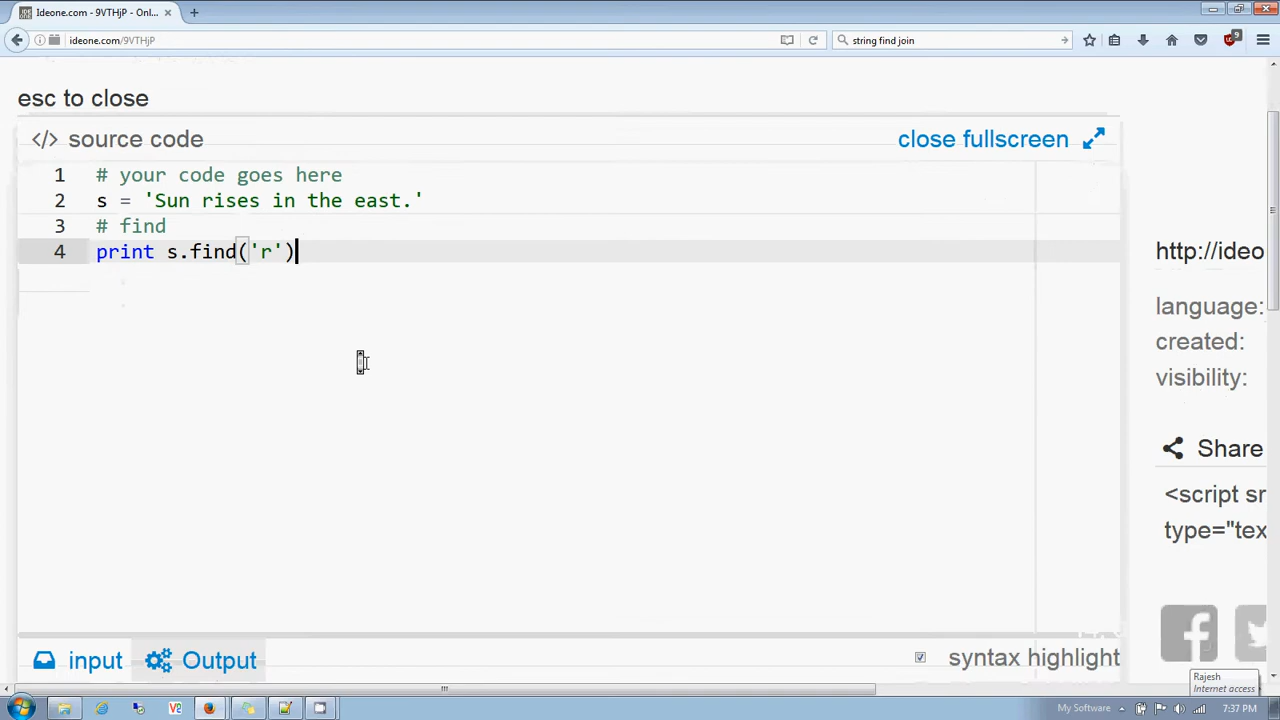 Ideone.com - 9VTHjP - Onl...
ideone.com/9VTHjP
string find join
9
esc to close
</> source code
close fullscreen
1 # your code goes here
2 s = 'Sun rises in the east.'
3 # find
4 print s.find('r')
http://ideo
language:
created:
visibility:
Share
<script sr
type="tex
input
Output
syntax highlight
Rajesh
Internet access
My Software
7:37 PM